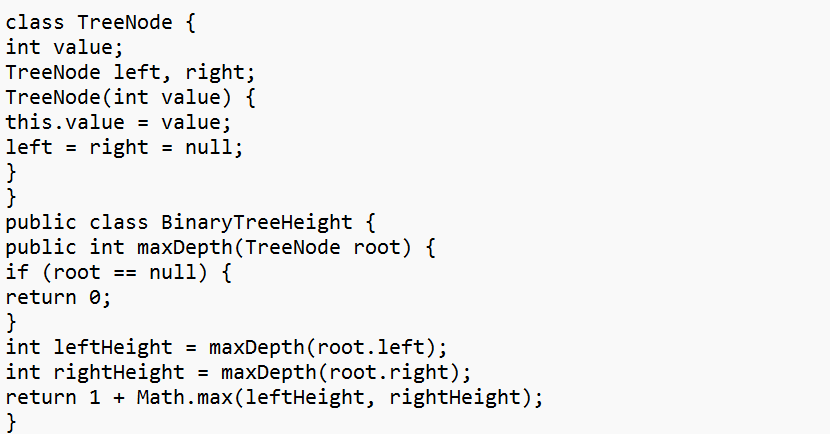 class TreeNode {
int value;
TreeNode left, right;
TreeNode(int value) {
this.value = value;
left = right = null;
}
}
public class BinaryTreeHeight {
public int maxDepth(TreeNode root) {
if (root == null) {
return 0;
}
int leftHeight = maxDepth(root.left);
int rightHeight = maxDepth(root.right);
return 1 + Math.max(leftHeight, rightHeight);
}